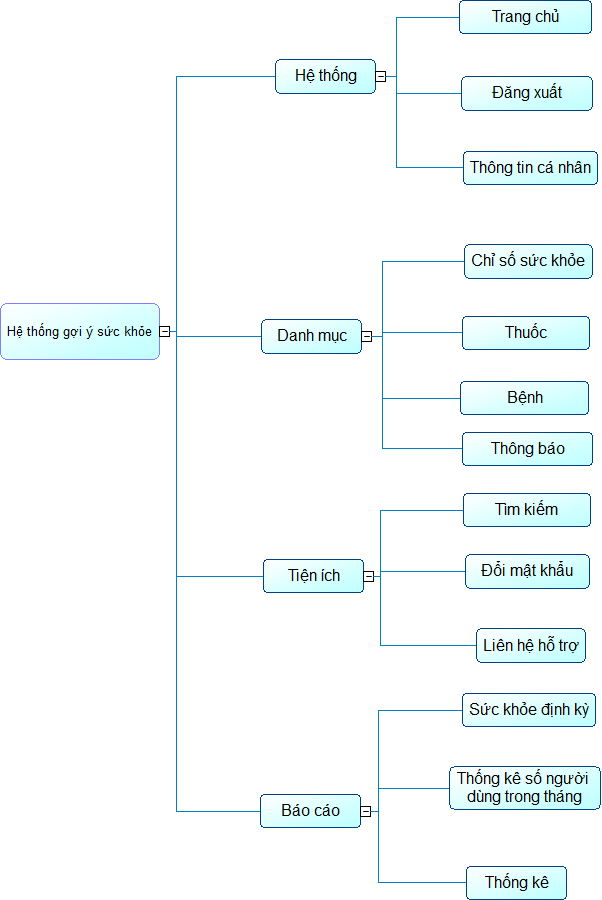 Hệ thống gợi ý sức khỏe
Hệ thống
Trang chủ
Đăng xuất
Thông tin cá nhân
Danh mục
Chỉ số sức khỏe
Thuốc
Bệnh
Thông báo
Tiện ích
Tìm kiếm
Đổi mật khẩu
Liên hệ hỗ trợ
Báo cáo
Sức khỏe định kỳ
Thống kê số người
dùng trong tháng
Thống kê